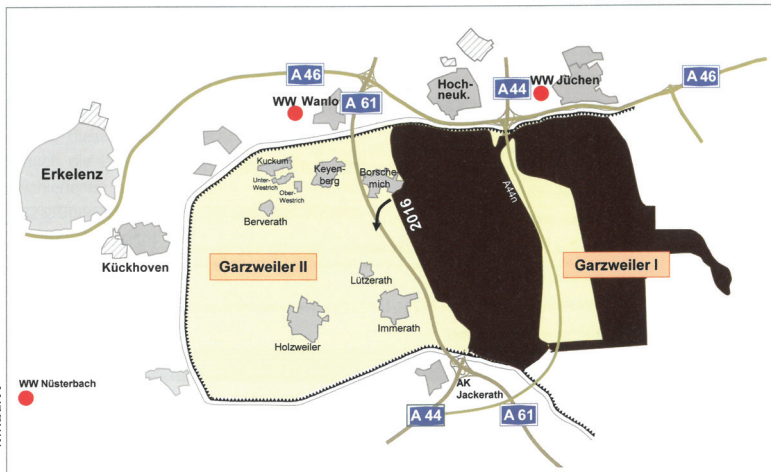 A 46
A 61
WW Wanlo
Hoch-
neuk.
A 44
WW Jüchen
A 46
Erkelenz
Kückhoven
Kuckum
Unter-
Westrich
Ober-
Westrich
Keyen-
berg
Borsche-
mich
Berverath
2016
A44n
Garzweiler II
Garzweiler I
Lützerath
Immerath
Holzweiler
WW Nüsterbach
AK
Jackerath
A 44
A 61